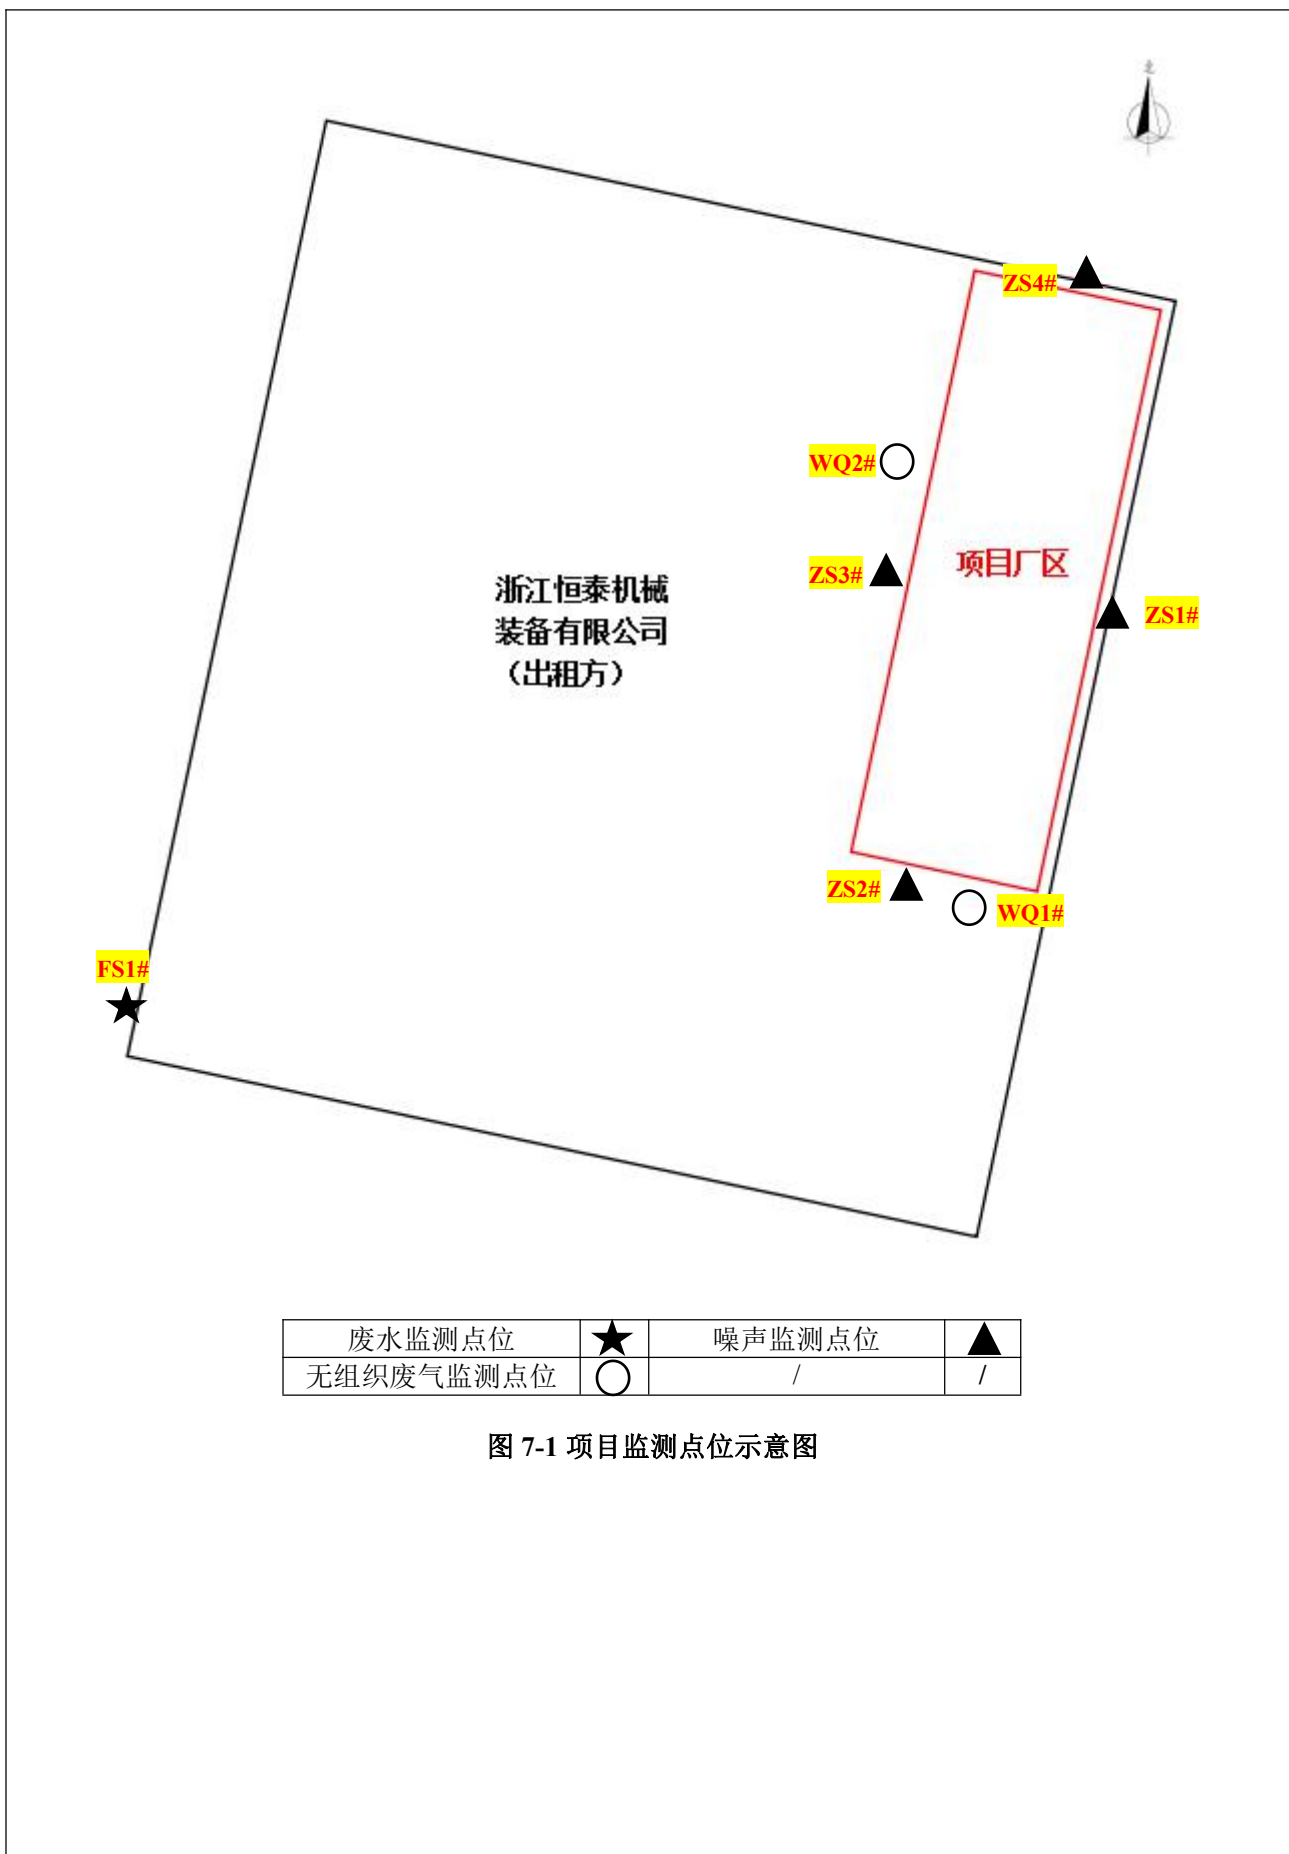 北
ZS4#
WQ2#
ZS3#
项目厂区
浙江恒泰机械
装备有限公司
（出租方）
ZS1#
ZS2#
WQ1#
FS1#
废水监测点位 ★ 噪声监测点位 ▲
无组织废气监测点位 ○ / /
图 7-1 项目监测点位示意图